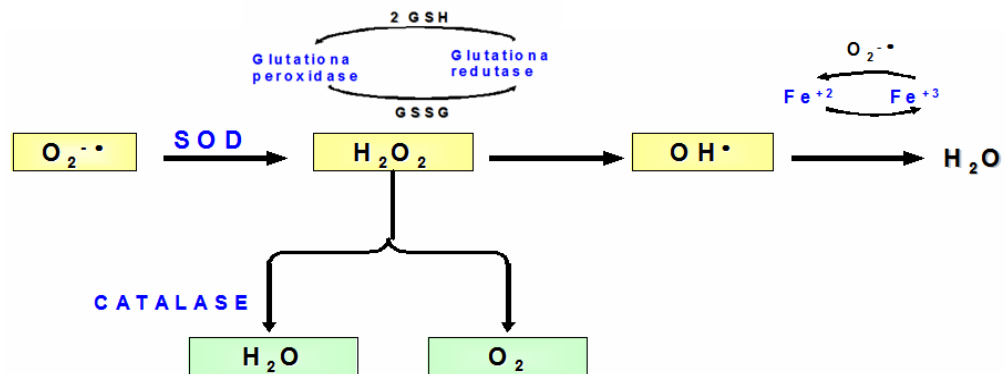 2 GSH
Glutationa
peroxidase
Glutationa
redutase
GSSG
O₂⁻•
Fe⁺²
Fe⁺³
O₂⁻•
SOD
H₂O₂
OH•
H₂O
CATALASE
H₂O
O₂